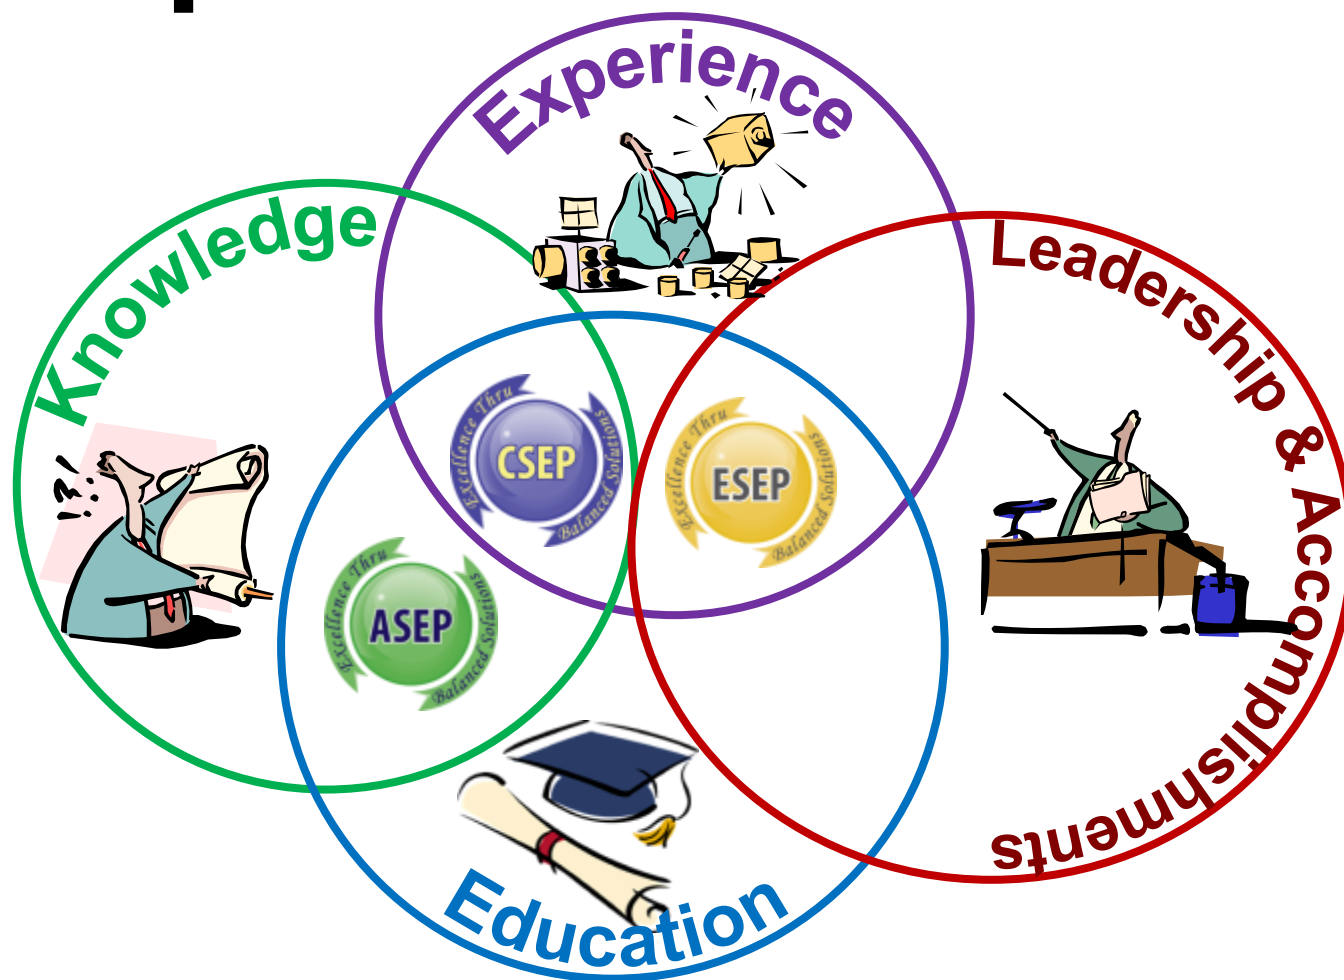 Experience
Knowledge
Leadership & Accomplishments
Excellence Thru
CSEP
Balanced Solutions
Excellence Thru
ESEP
Balanced Solutions
Excellence Thru
ASEP
Balanced Solutions
!?
Education